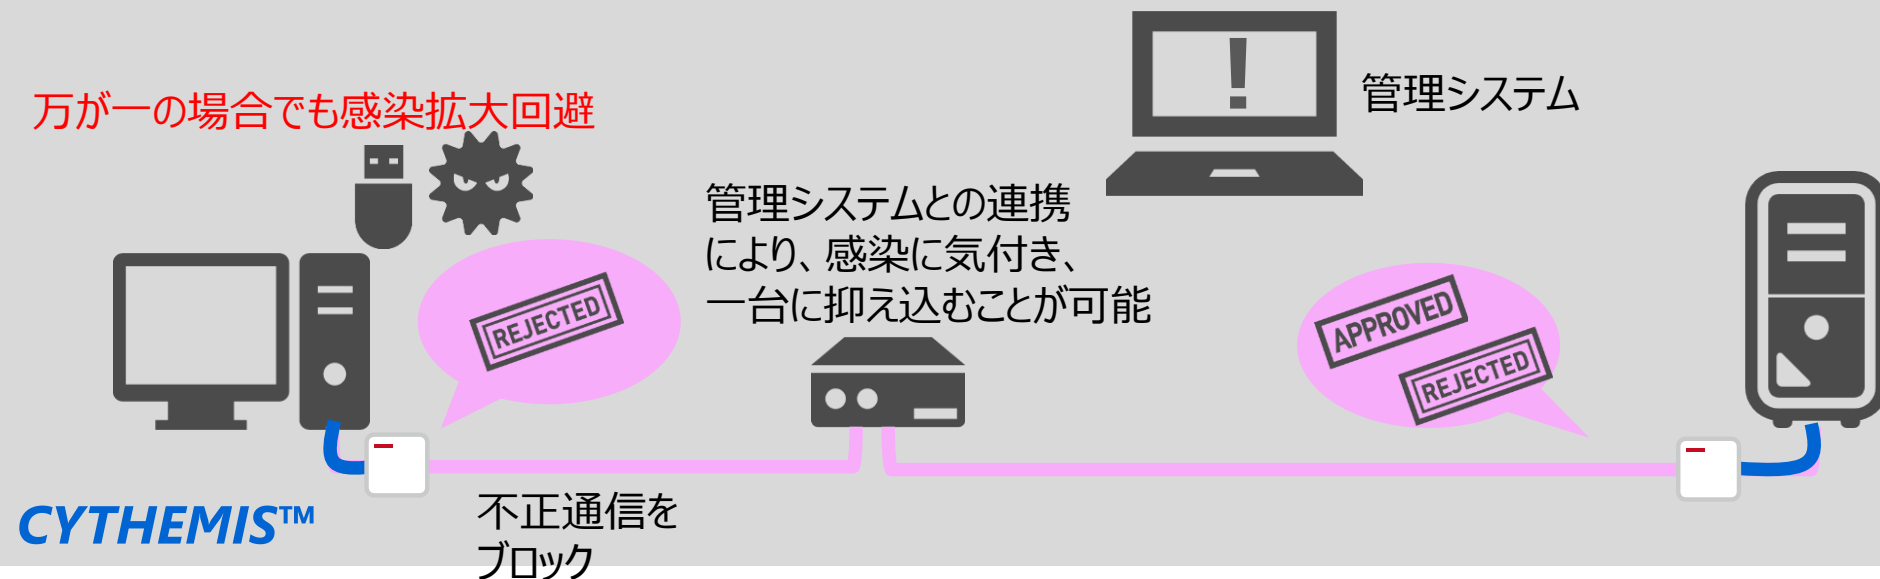 万が一の場合でも感染拡大回避
!
管理システム
管理システムとの連携
により、感染に気付き、
一台に抑え込むことが可能
REJECTED
APPROVED
REJECTED
CYTHEMIS™
不正通信を
ブロック